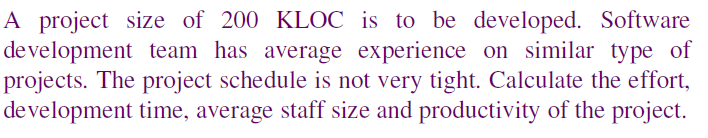 A project size of 200 KLOC is to be developed. Software
development team has average experience on similar type of
projects. The project schedule is not very tight. Calculate the effort,
development time, average staff size and productivity of the project.